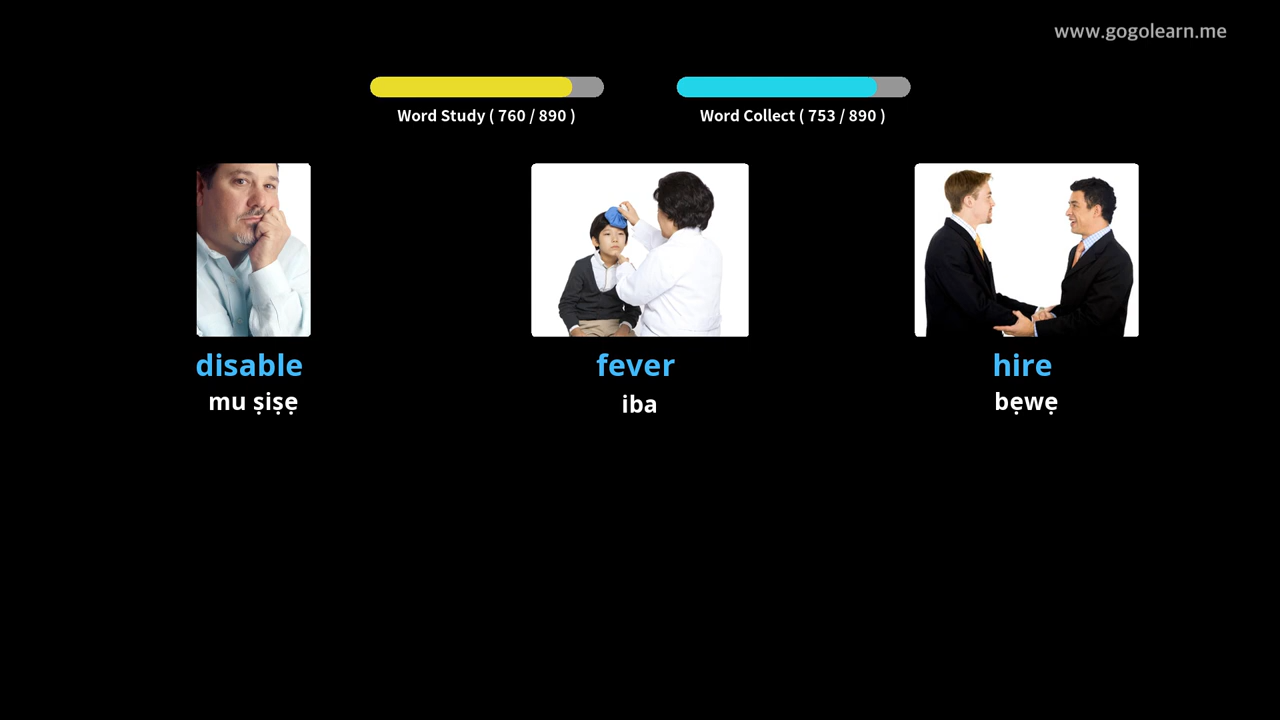 www.gogolearn.me
Word Study ( 760 / 890 )
Word Collect ( 753 / 890 )
disable
mu ṣiṣẹ
fever
iba
hire
bẹwẹ